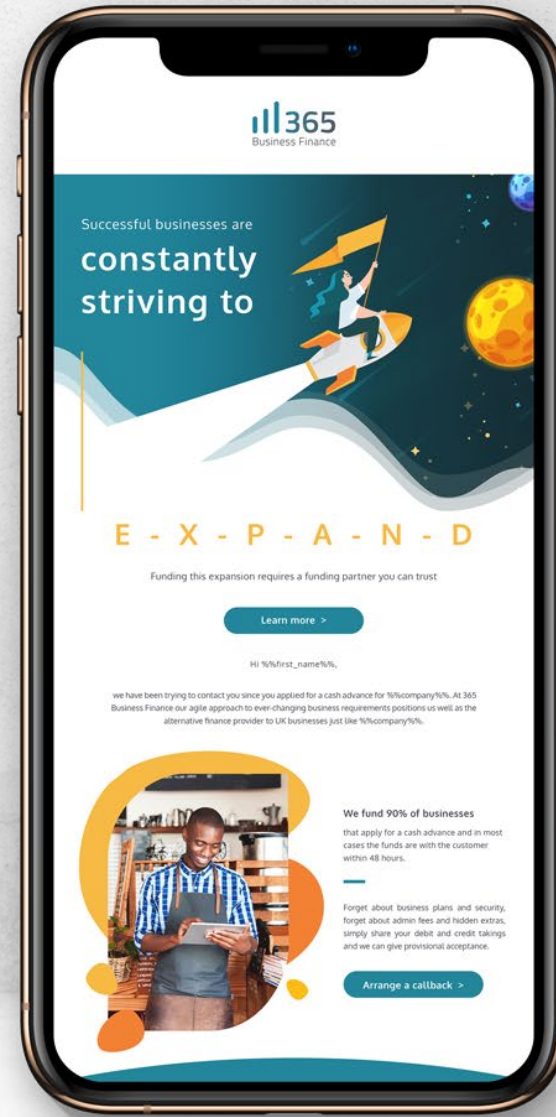 365
Business Finance
Successful businesses are
constantly
striving to
E - X - P - A - N - D
Funding this expansion requires a funding partner you can trust
Learn more >
Hi %%first_name%%,
we have been trying to contact you since you applied for a cash advance for %%company%%. At 365
Business Finance our agile approach to ever-changing business requirements positions us well as the
alternative finance provider to UK businesses just like %%company%%.
We fund 90% of businesses
that apply for a cash advance and in most
cases the funds are with the customer
within 48 hours.
Forget about business plans and security,
forget about admin fees and hidden extras,
simply share your debit and credit takings
and we can give provisional acceptance.
Arrange a callback >